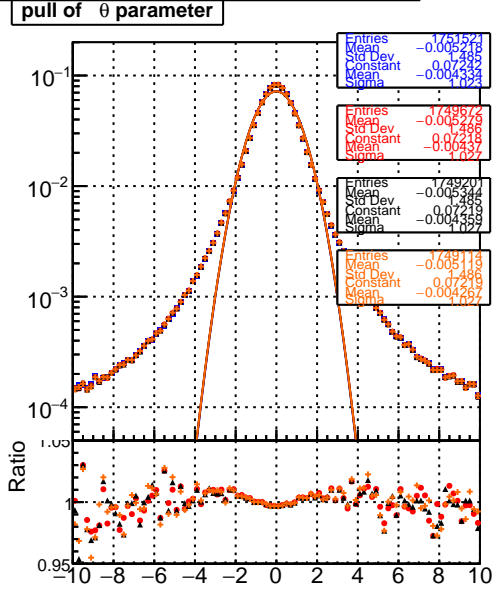 pull of θ parameter
Entries 1751521
Mean −0.005218
Std Dev 1.485
Constant 0.07242
Mean −0.004334
Sigma 1.023
Entries 1749672
Mean −0.005279
Std Dev 1.486
Constant 0.07218
Mean −0.00437
Sigma 1.027
Entries 1749201
Mean −0.005344
Std Dev 1.485
Constant 0.07219
Mean −0.004359
Sigma 1.027
Entries 1749114
Mean −0.005119
Std Dev 1.486
Constant 0.07219
Mean −0.004267
Sigma 1.027
10−1
10−2
10−3
10−4
Ratio
1.05
1
0.95
−10 −8 −6 −4 −2 0 2 4 6 8 10